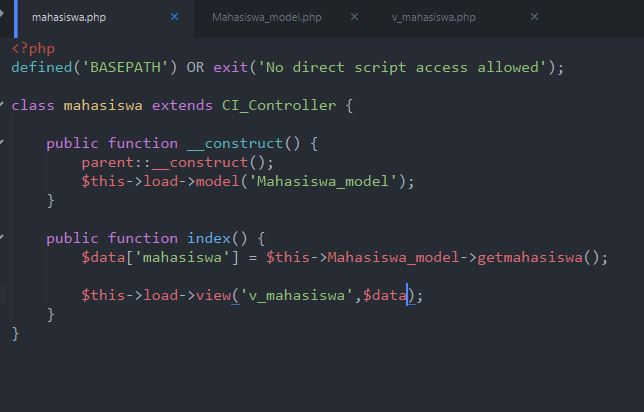 mahasiswa.php × Mahasiswa_model.php × v_mahasiswa.php ×
<?php
defined('BASEPATH') OR exit('No direct script access allowed');
class mahasiswa extends CI_Controller {
public function __construct() {
parent::__construct();
$this->load->model('Mahasiswa_model');
}
public function index() {
$data['mahasiswa'] = $this->Mahasiswa_model->getmahasiswa();
$this->load->view('v_mahasiswa',$data);
}
}